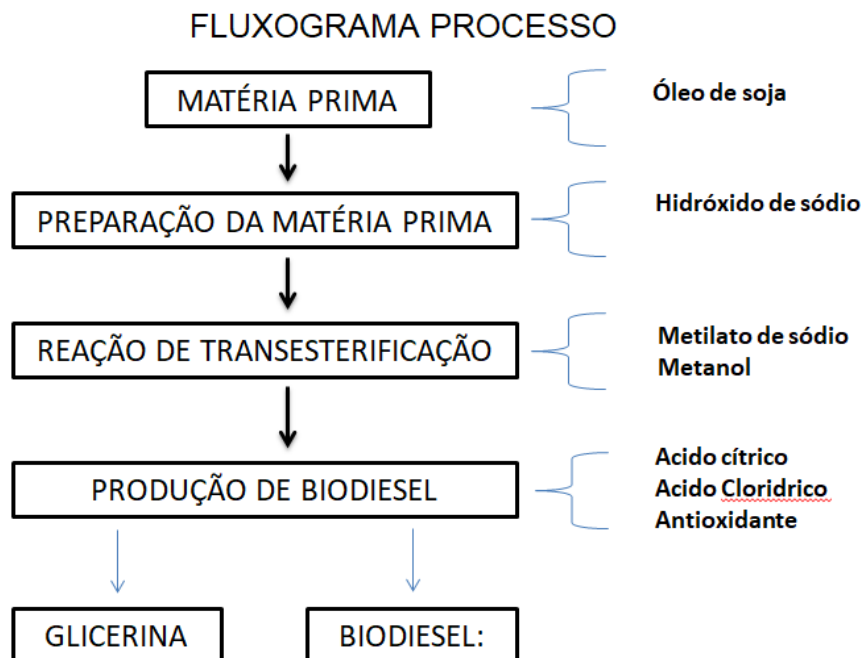 FLUXOGRAMA PROCESSO
MATÉRIA PRIMA
Óleo de soja
PREPARAÇÃO DA MATÉRIA PRIMA
Hidróxido de sódio
REAÇÃO DE TRANSESTERIFICAÇÃO
Metilato de sódio
Metanol
PRODUÇÃO DE BIODIESEL
Acido cítrico
Acido Cloridrico
Antioxidante
GLICERINA
BIODIESEL: